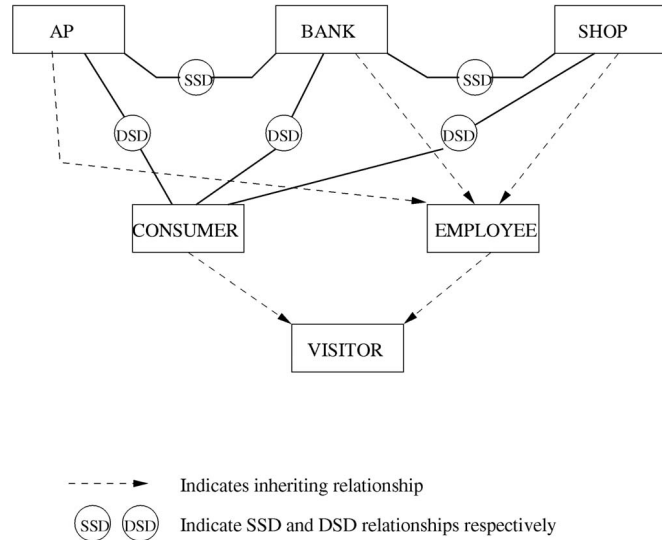 AP
BANK
SHOP
SSD
SSD
DSD
DSD
DSD
CONSUMER
EMPLOYEE
VISITOR
Indicates inheriting relationship
SSD DSD Indicate SSD and DSD relationships respectively